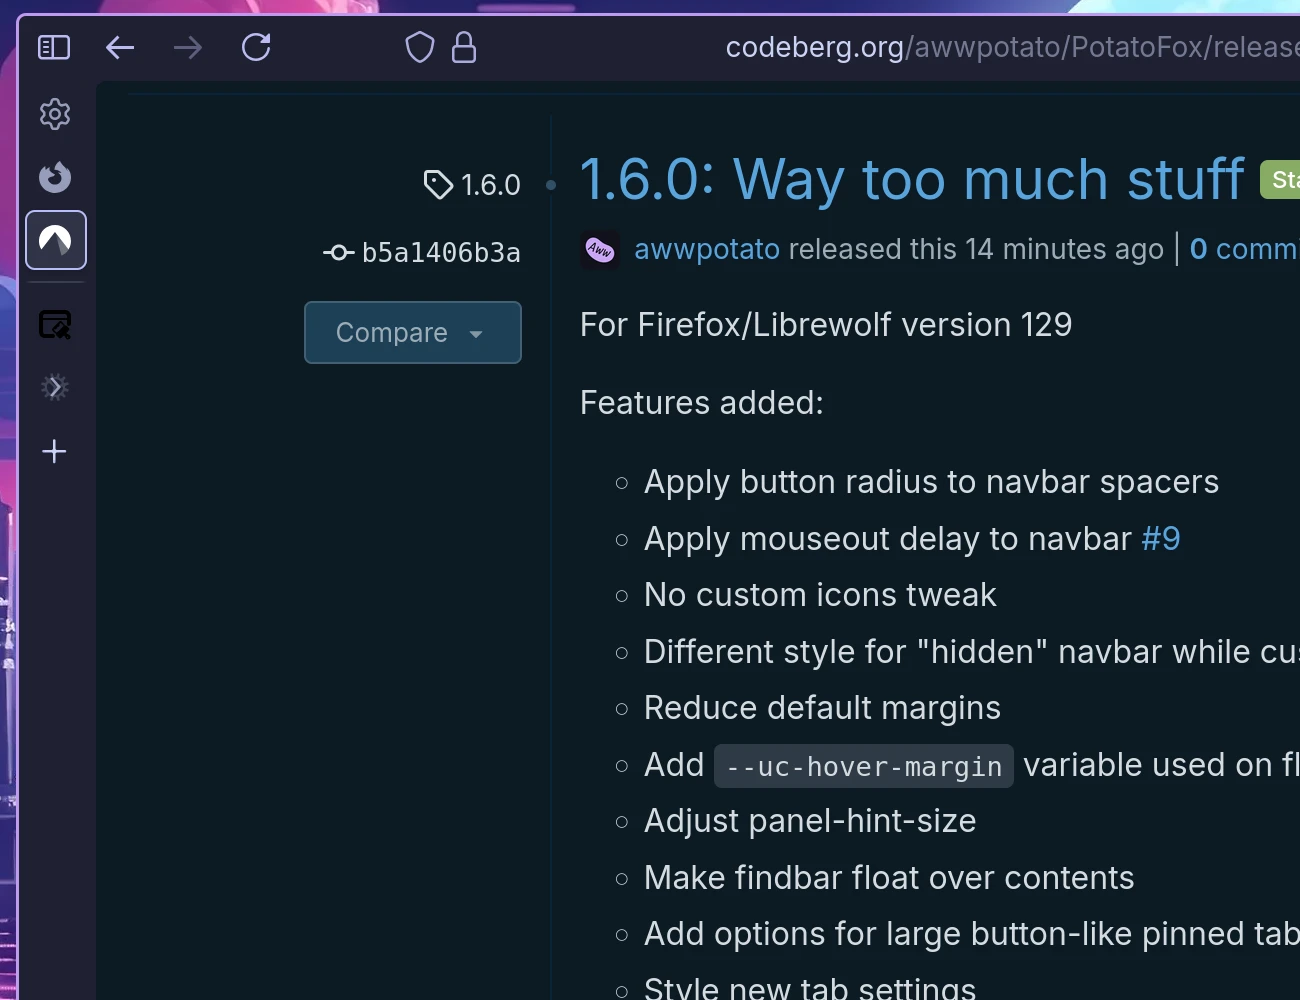 codeberg.org/awwpotato/PotatoFox/release
1.6.0
1.6.0: Way too much stuff
b5a1406b3a
AWW
awwpotato released this 14 minutes ago | 0 comm
Compare
For Firefox/Librewolf version 129
Features added:
Apply button radius to navbar spacers
Apply mouseout delay to navbar #9
No custom icons tweak
Different style for "hidden" navbar while cus
Reduce default margins
Add --uc-hover-margin variable used on fl
Adjust panel-hint-size
Make findbar float over contents
Add options for large button-like pinned tab
Style new tab settings